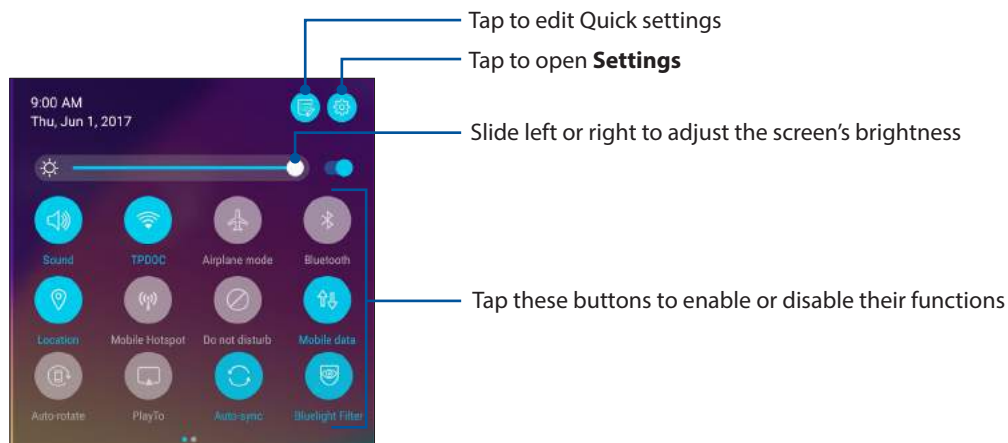 Tap to edit Quick settings
Tap to open Settings
9:00 AM
Thu, Jun 1, 2017
Slide left or right to adjust the screen's brightness
Sound
TPDOC
Airplane mode
Bluetooth
Tap these buttons to enable or disable their functions
Location
Mobile Hotspot
Do not disturb
Mobile data
Auto-rotate
PlayTo
Auto-sync
Bluelight Filter